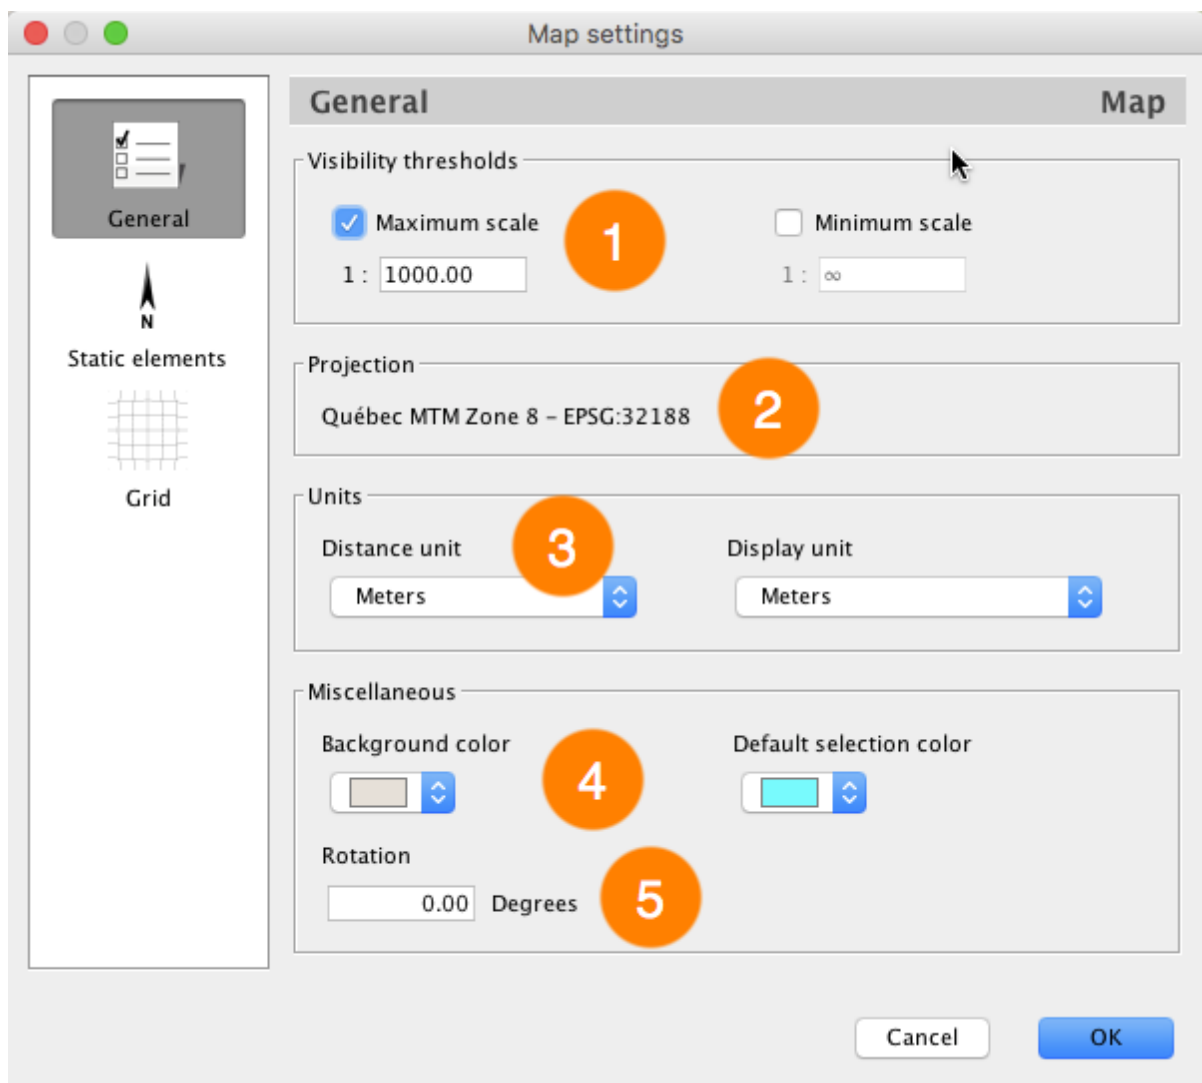 Map settings
General
N
Static elements
Grid
General Map
Visibility thresholds
Maximum scale 1 Minimum scale
1 : 1000.00 1 : ∞
Projection
Québec MTM Zone 8 – EPSG:32188 2
Units
Distance unit 3 Display unit
Meters Meters
Miscellaneous
Background color 4 Default selection color
Rotation
0.00 Degrees 5
Cancel OK